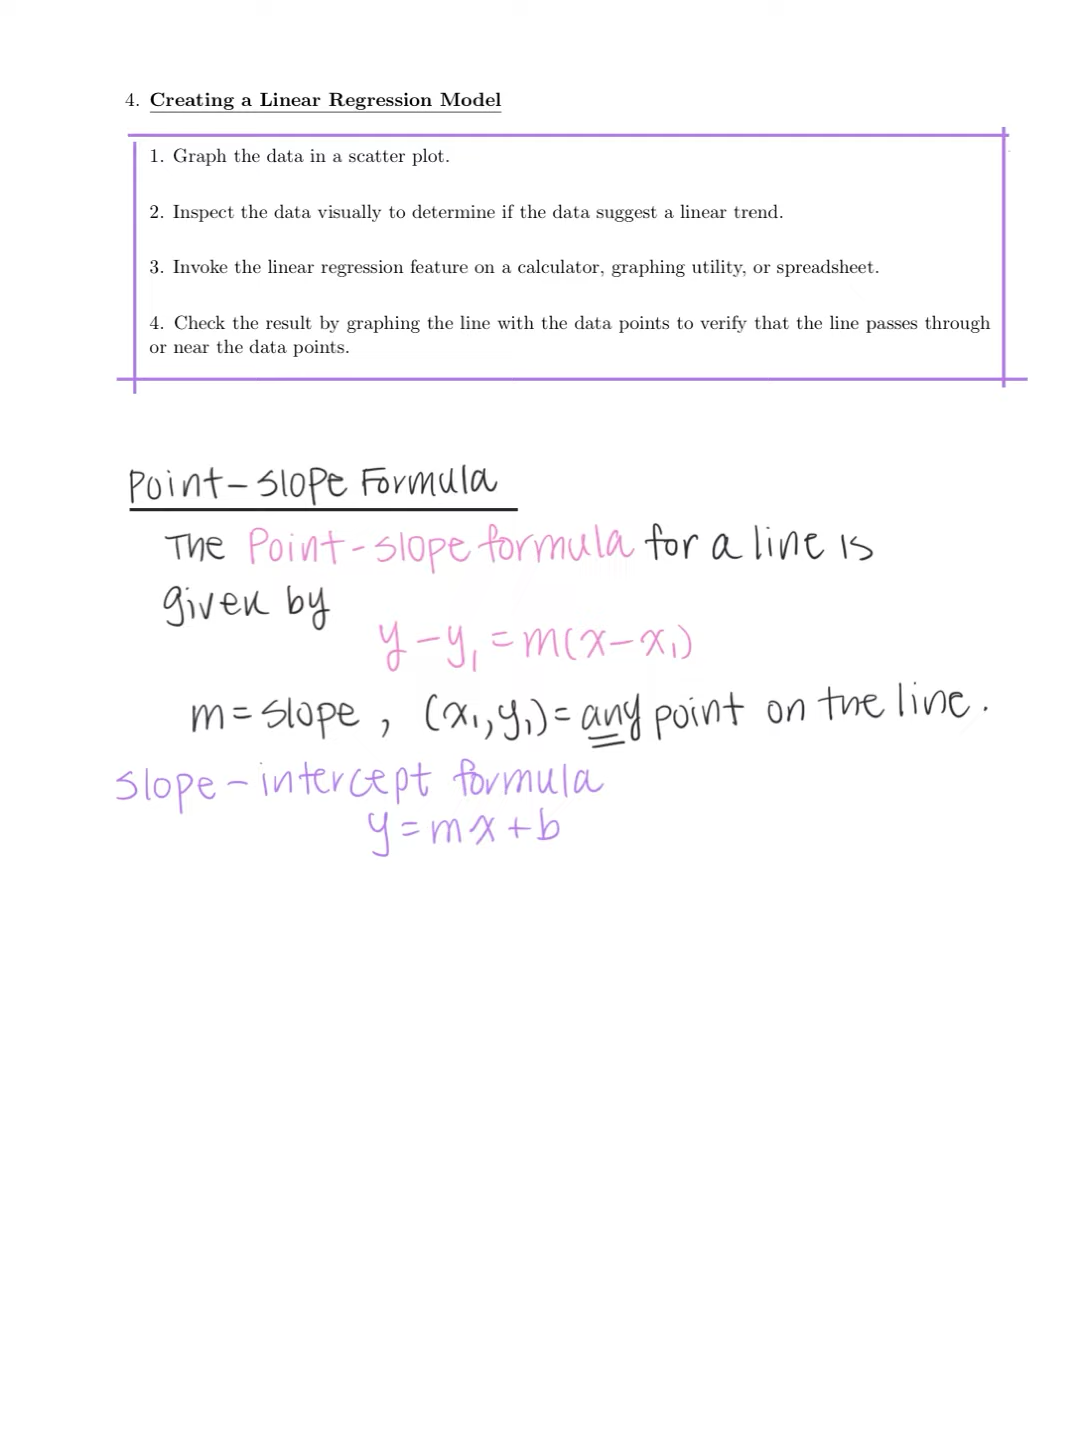 4. Creating a Linear Regression Model
1. Graph the data in a scatter plot.
2. Inspect the data visually to determine if the data suggest a linear trend.
3. Invoke the linear regression feature on a calculator, graphing utility, or spreadsheet.
4. Check the result by graphing the line with the data points to verify that the line passes through
or near the data points.
Point-Slope Formula
The Point-slope formula for a line is
given by
y-y₁=m(x-x₁)
m=slope, (x₁,y₁)=any point on the line.
slope-intercept formula
y=mx+b